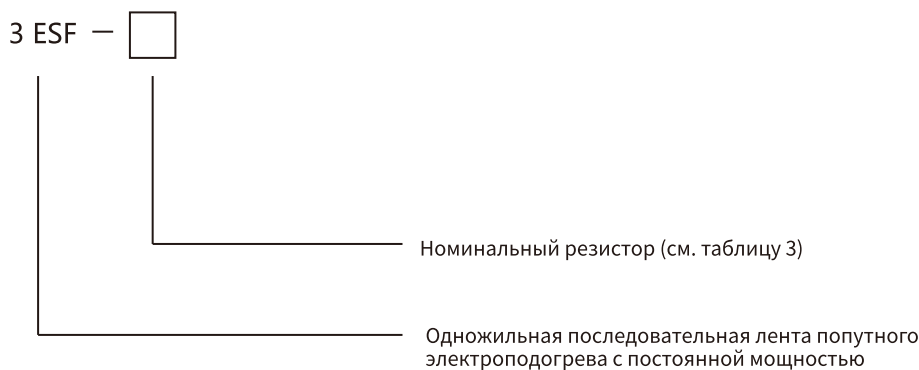 3 ESF — □
Номинальный резистор (см. таблицу 3)
Одножильная последовательная лента попутного
электроподогрева с постоянной мощностью